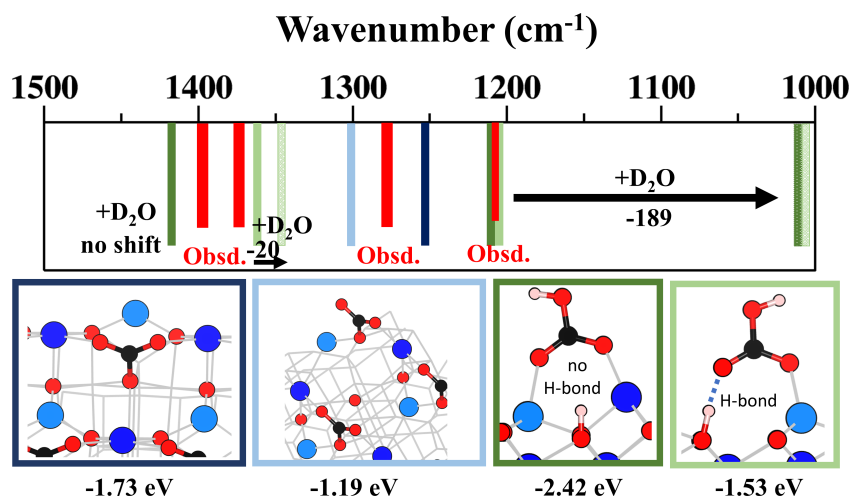 Wavenumber (cm-1)
1500 1400 1300 1200 1100 1000
+D2O
no shift
+D2O
-20
+D2O
-189
Obsd. Obsd. Obsd.
no
H-bond
H-bond
-1.73 eV -1.19 eV -2.42 eV -1.53 eV